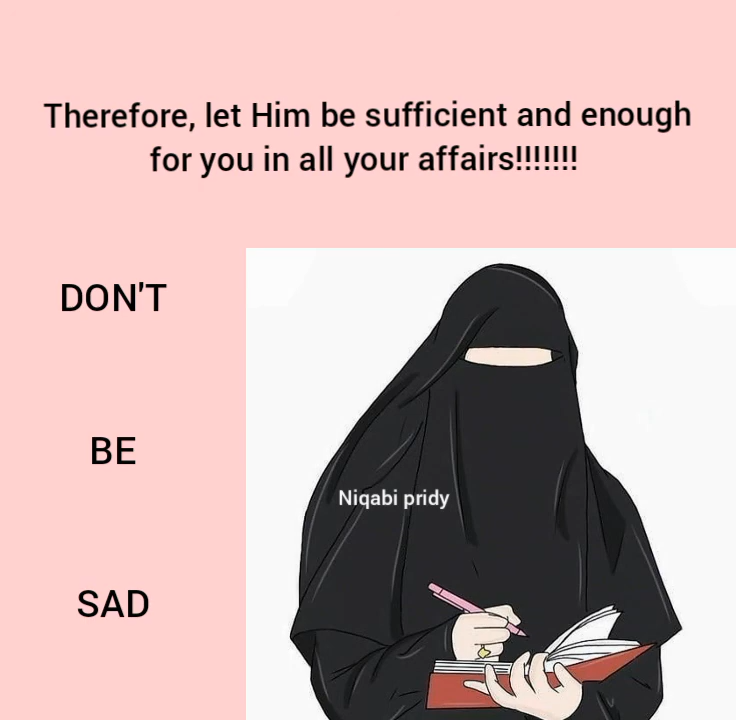 Therefore, let Him be sufficient and enough
for you in all your affairs!!!!!!!
DON'T
BE
SAD
Niqabi pridy